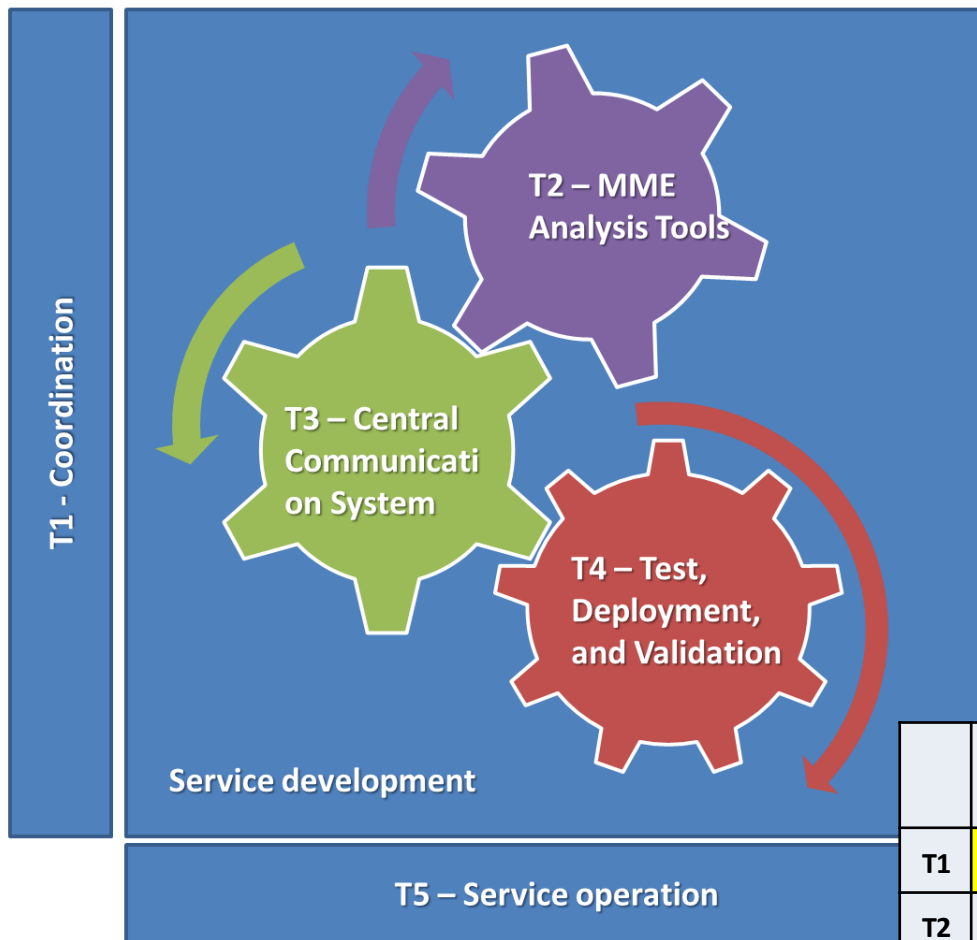 T1 - Coordination
T2 – MME
Analysis Tools
T3 – Central
Communicati
on System
T4 – Test,
Deployment,
and Validation
Service development
T5 – Service operation
T1
T2